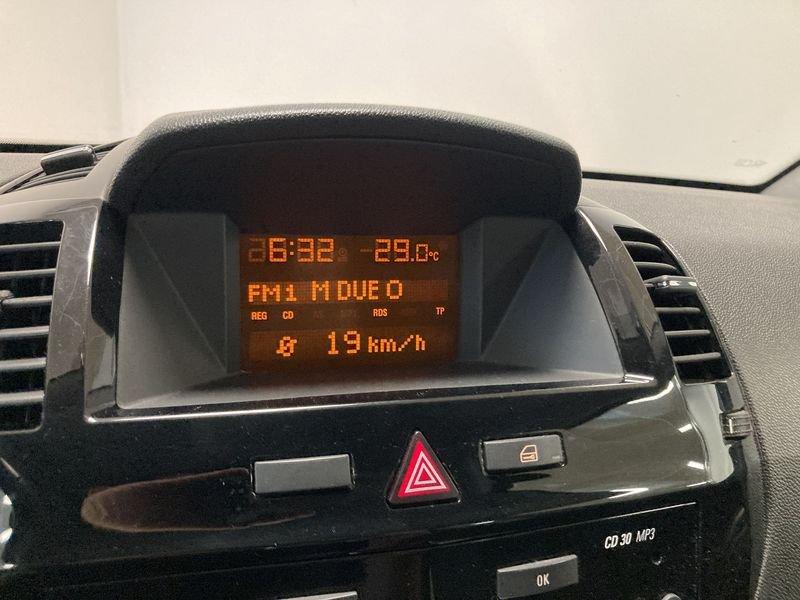 6:32 29.0°C
FM1 M DUE O
REG CD RDS TP
19 km/h
CD 30 MP3
OK